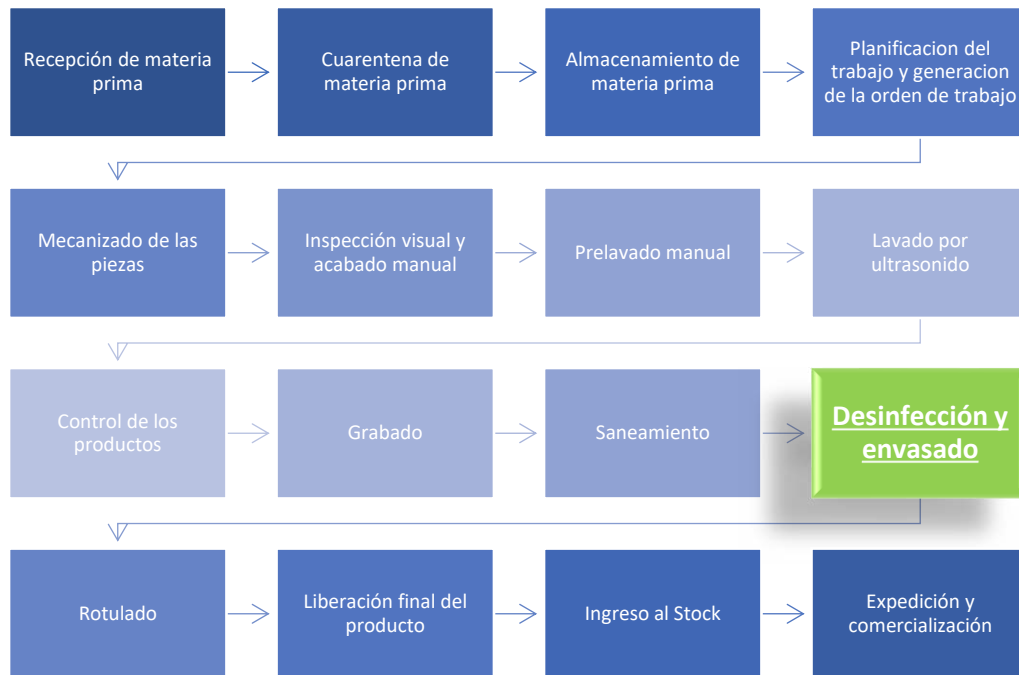 Recepción de materia
prima
Cuarentena de
materia prima
Almacenamiento de
materia prima
Planificacion del
trabajo y generacion
de la orden de trabajo
Mecanizado de las
piezas
Inspección visual y
acabado manual
Prelavado manual
Lavado por
ultrasonido
Control de los
productos
Grabado
Saneamiento
Desinfección y
envasado
Rotulado
Liberación final del
producto
Ingreso al Stock
Expedición y
comercialización